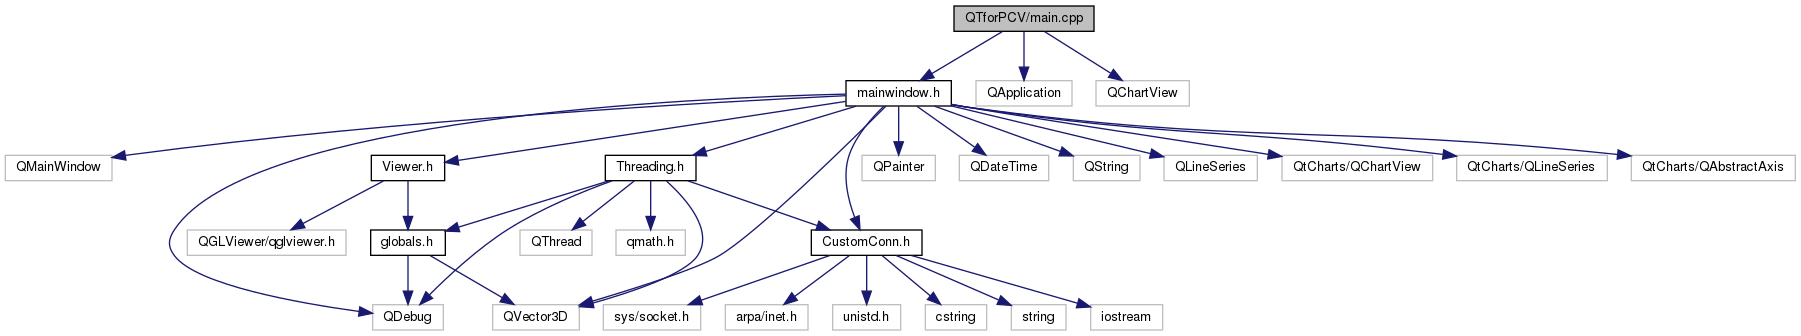 QTforPCV/main.cpp
mainwindow.h
QApplication
QChartView
QMainWindow
Viewer.h
Threading.h
QPainter
QDateTime
QString
QLineSeries
QtCharts/QChartView
QtCharts/QLineSeries
QtCharts/QAbstractAxis
QGLViewer/qglviewer.h
globals.h
QThread
qmath.h
CustomConn.h
QDebug
QVector3D
sys/socket.h
arpa/inet.h
unistd.h
cstring
string
iostream